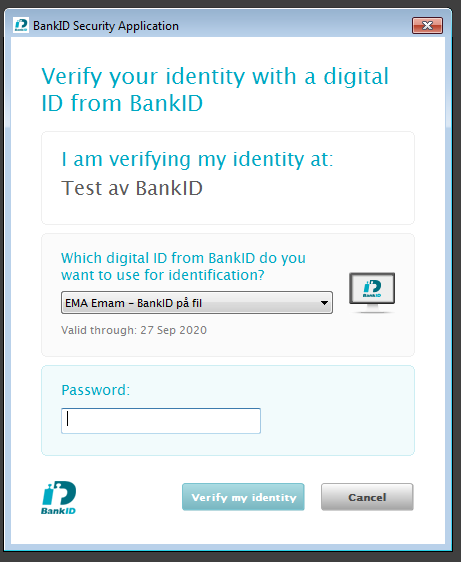 BankID Security Application
Verify your identity with a digital
ID from BankID
I am verifying my identity at:
Test av BankID
Which digital ID from BankID do you
want to use for identification?
EMA Emam - BankID på fil
BankID
Valid through: 27 Sep 2020
Password:
BankID
Verify my identity
Cancel